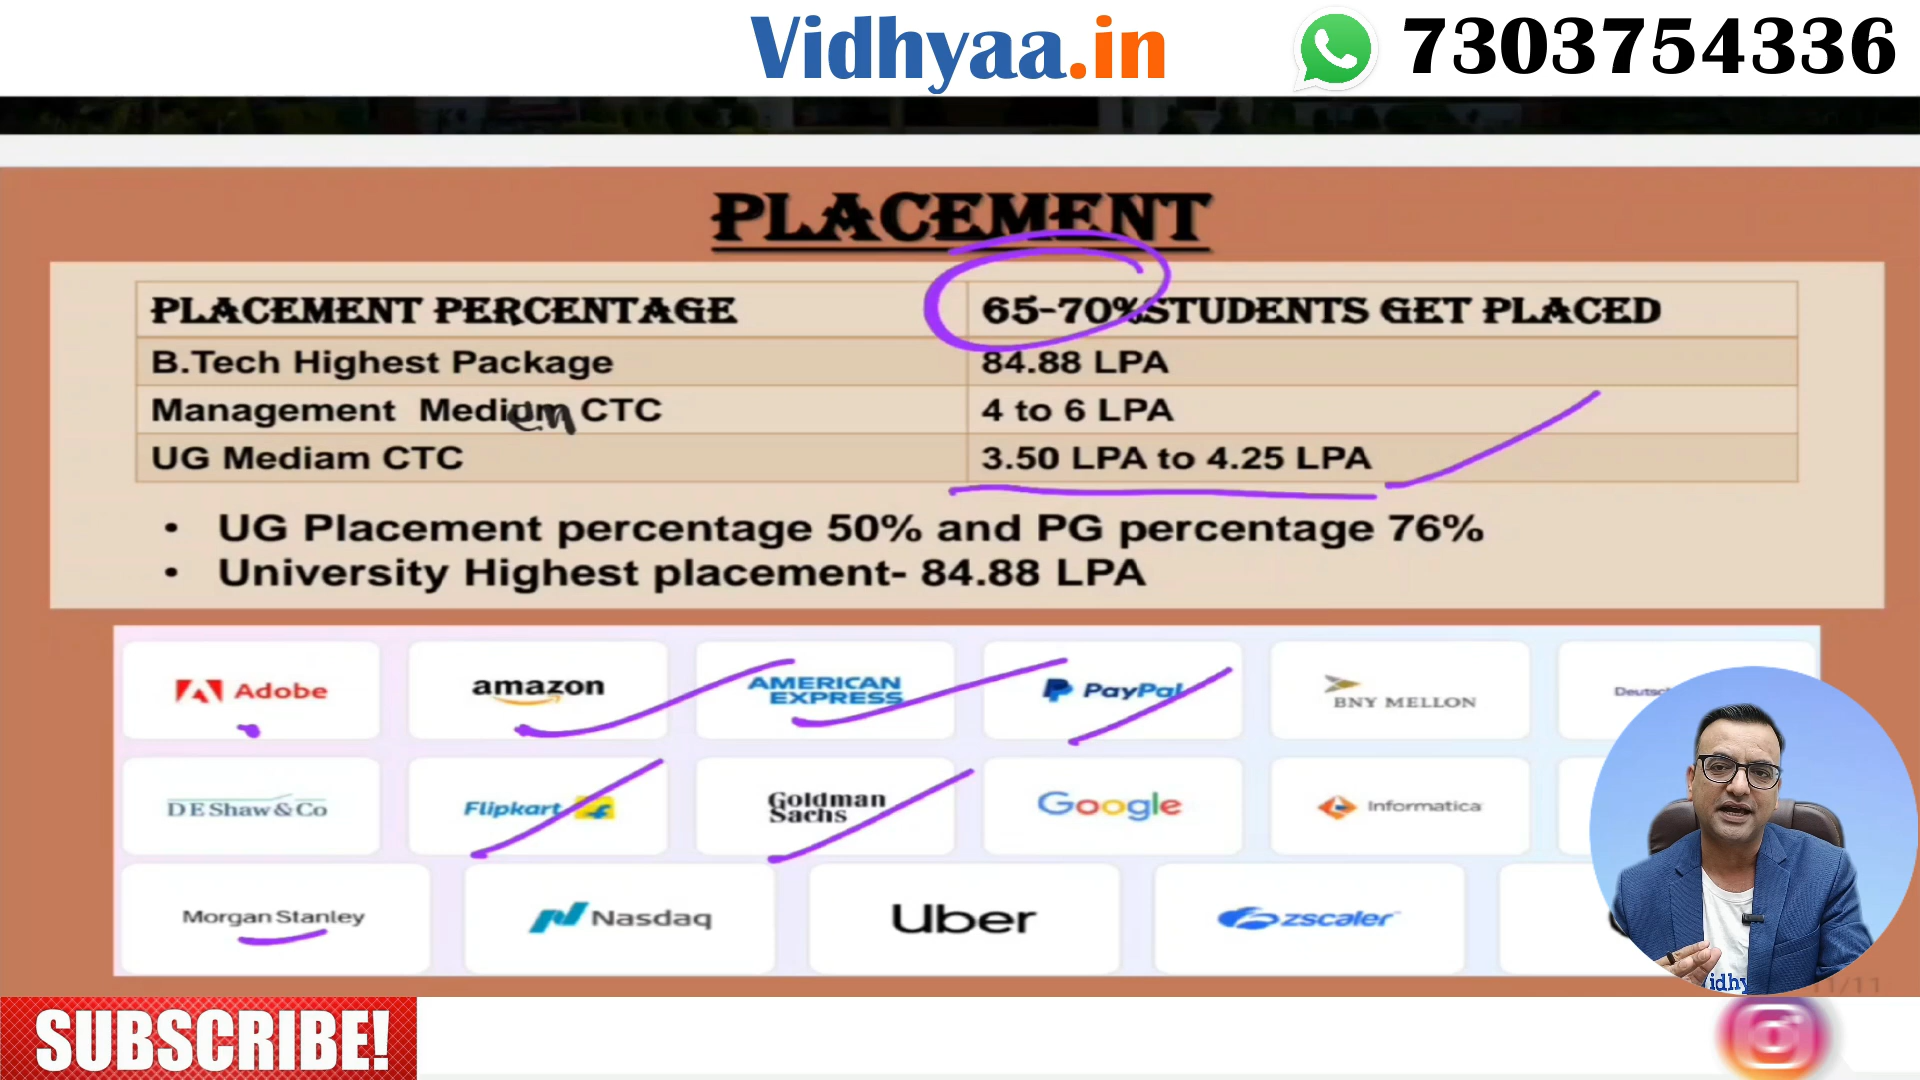 Vidhyaa.in 7303754336
PLACEMENT
PLACEMENT PERCENTAGE 65-70% STUDENTS GET PLACED
B.Tech Highest Package 84.88 LPA
Management Medium CTC 4 to 6 LPA
UG Mediam CTC 3.50 LPA to 4.25 LPA
• UG Placement percentage 50% and PG percentage 76%
• University Highest placement- 84.88 LPA
Adobe amazon AMERICAN EXPRESS PayPal BNY MELLON
DE Shaw & Co Flipkart Goldman Sachs Google Informatica
Morgan Stanley Nasdaq Uber zscaler
idhy 11/11
SUBSCRIBE!